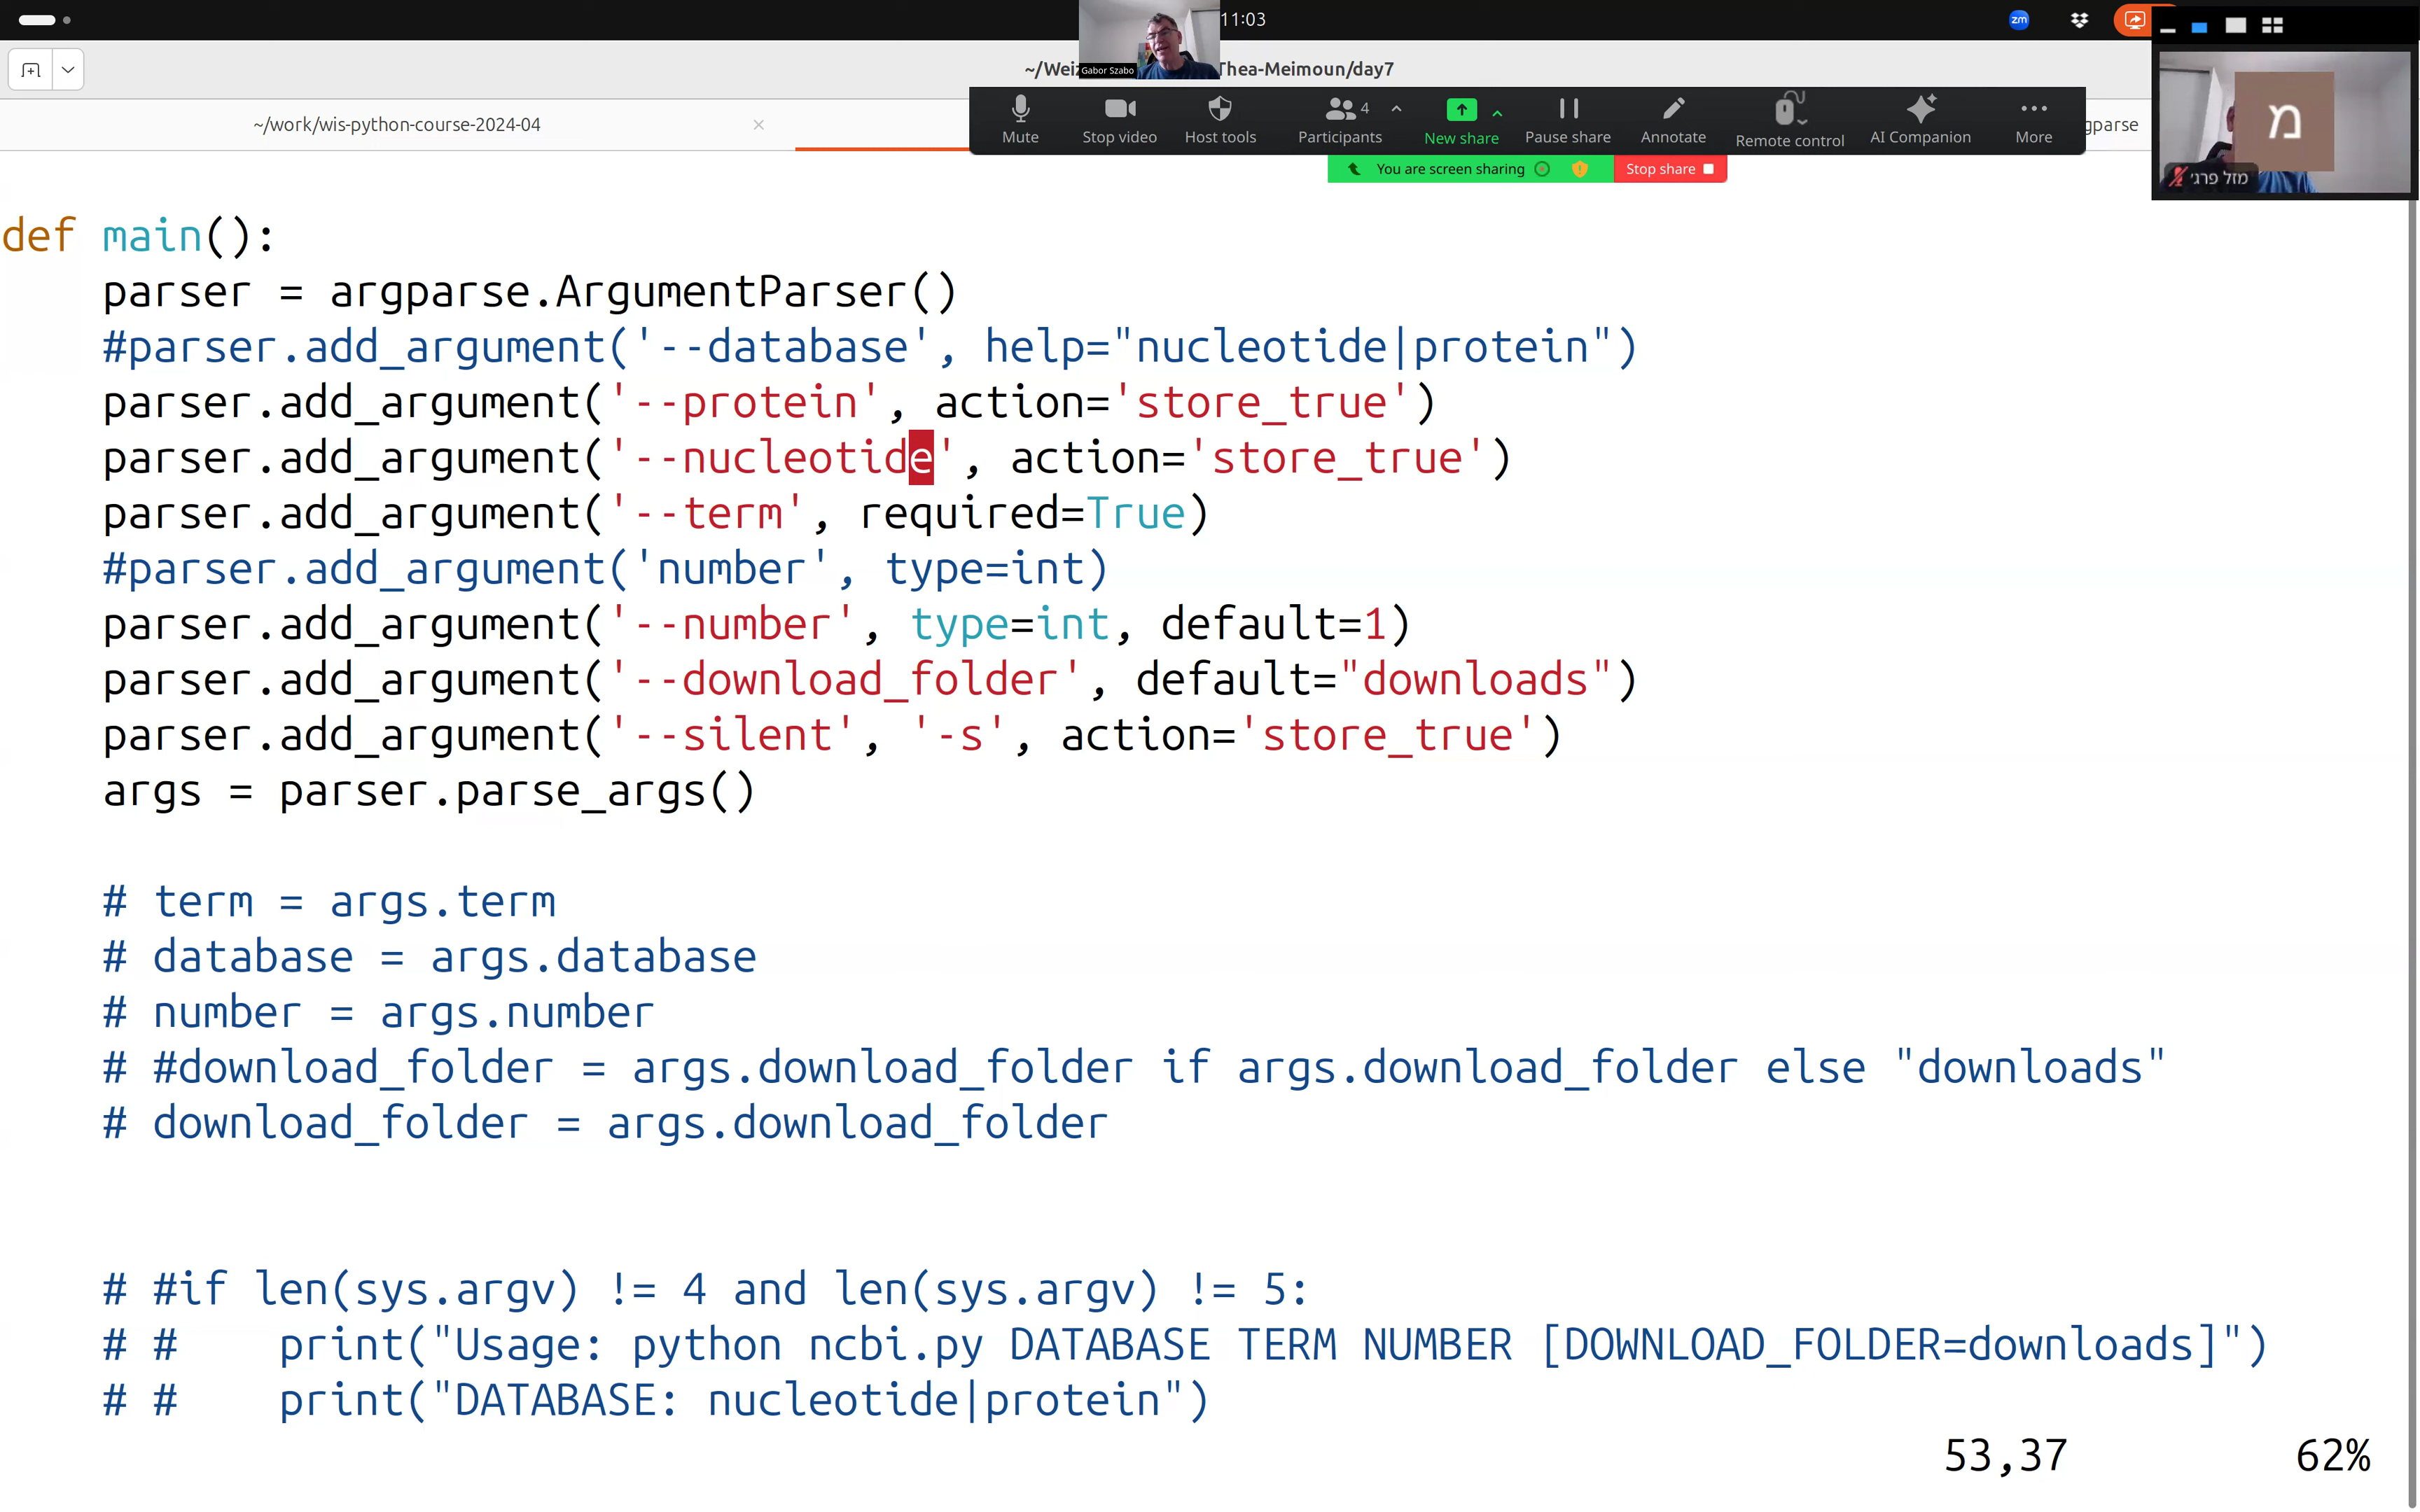 11:03
zm
~/Weiz
Thea-Meimoun/day7
Gabor Szabo
~/work/wis-python-course-2024-04
gparse
Mute
Stop video
Host tools
Participants
4
New share
Pause share
Annotate
Remote control
AI Companion
More
You are screen sharing
Stop share
מ
מזל פרג'י
def main():
    parser = argparse.ArgumentParser()
    #parser.add_argument('--database', help="nucleotide|protein")
    parser.add_argument('--protein', action='store_true')
    parser.add_argument('--nucleotide', action='store_true')
    parser.add_argument('--term', required=True)
    #parser.add_argument('number', type=int)
    parser.add_argument('--number', type=int, default=1)
    parser.add_argument('--download_folder', default="downloads")
    parser.add_argument('--silent', '-s', action='store_true')
    args = parser.parse_args()
    # term = args.term
    # database = args.database
    # number = args.number
    # #download_folder = args.download_folder if args.download_folder else "downloads"
    # download_folder = args.download_folder
    # #if len(sys.argv) != 4 and len(sys.argv) != 5:
    # #    print("Usage: python ncbi.py DATABASE TERM NUMBER [DOWNLOAD_FOLDER=downloads]")
    # #    print("DATABASE: nucleotide|protein")
53,37
62%